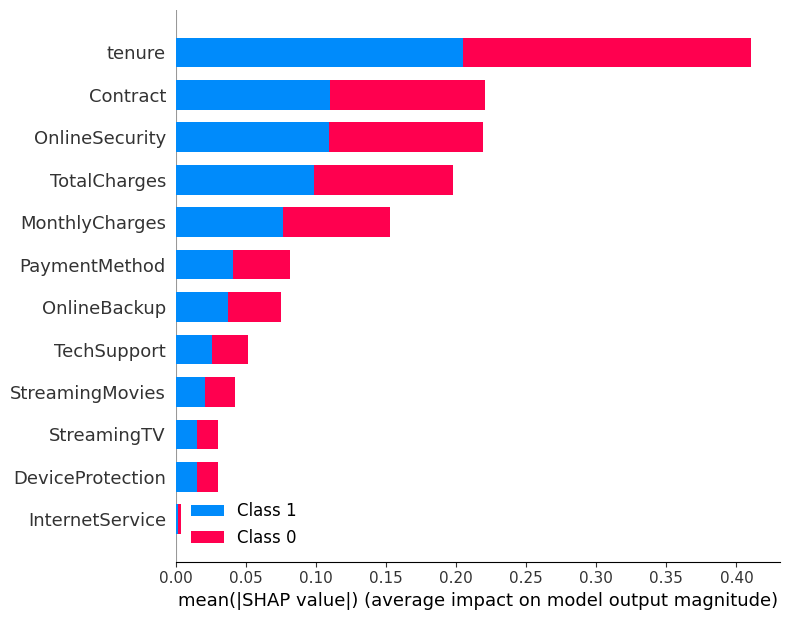 tenure
Contract
OnlineSecurity
TotalCharges
MonthlyCharges
PaymentMethod
OnlineBackup
TechSupport
StreamingMovies
StreamingTV
DeviceProtection
InternetService
Class 1
Class 0
0.00 0.05 0.10 0.15 0.20 0.25 0.30 0.35 0.40
mean(|SHAP value|) (average impact on model output magnitude)